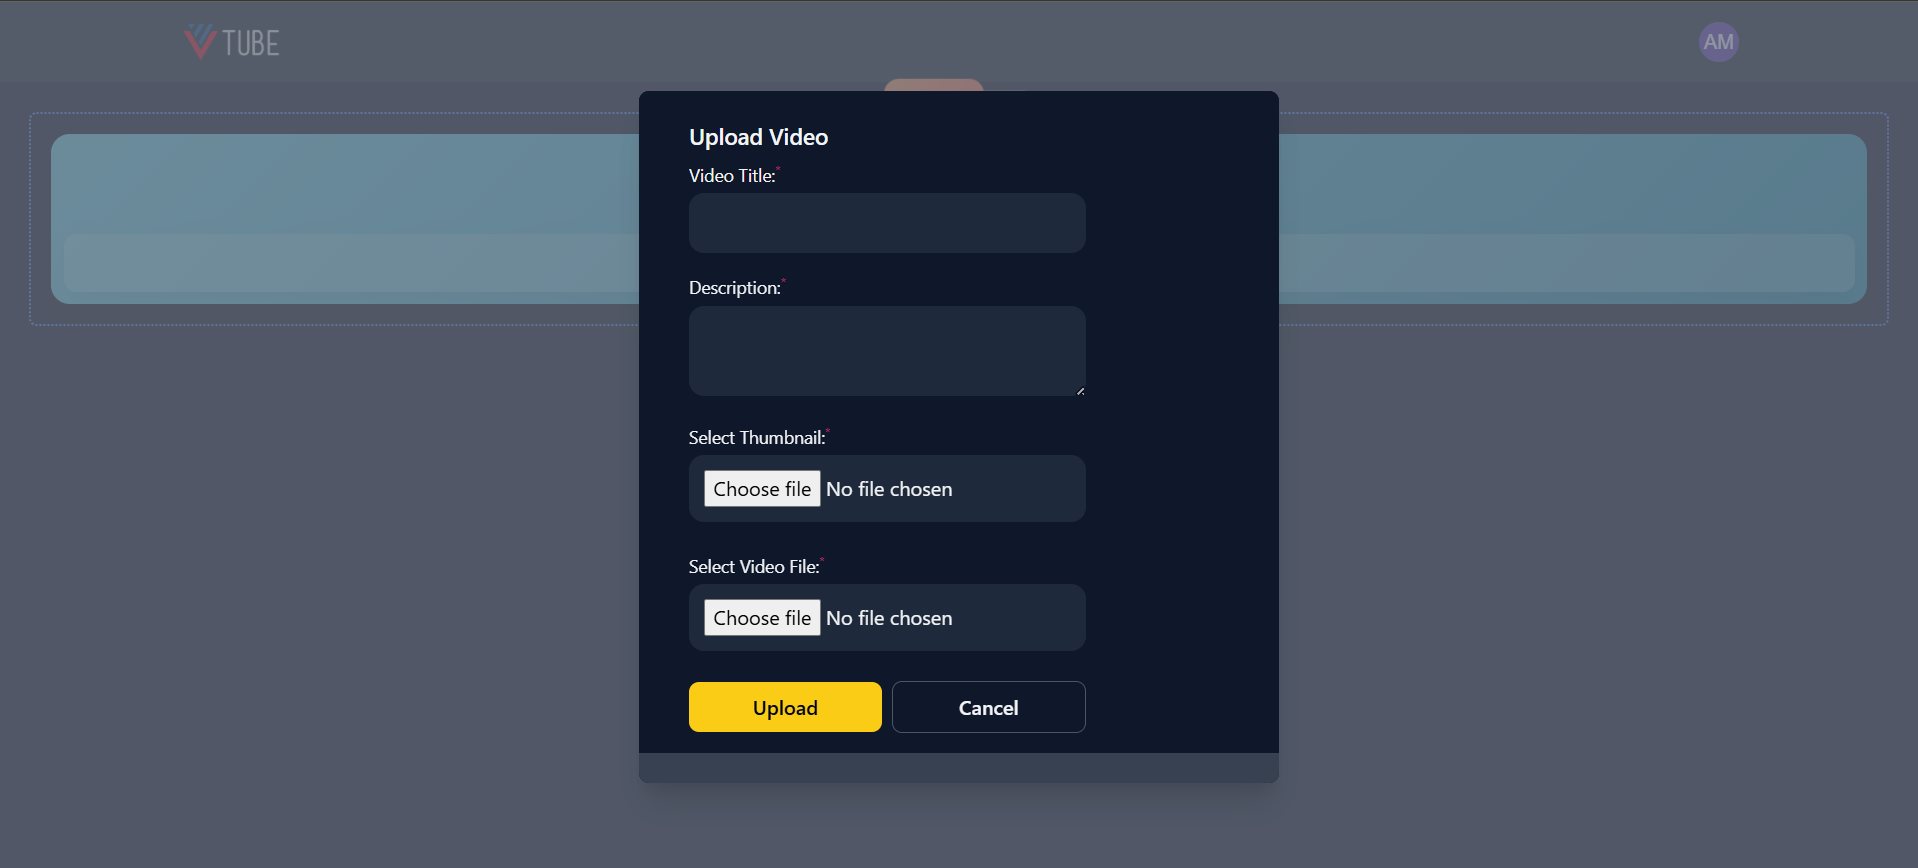 TUBE
AM
Upload Video
Video Title:*
Description:*
Select Thumbnail:*
Choose file No file chosen
Select Video File:*
Choose file No file chosen
Upload Cancel